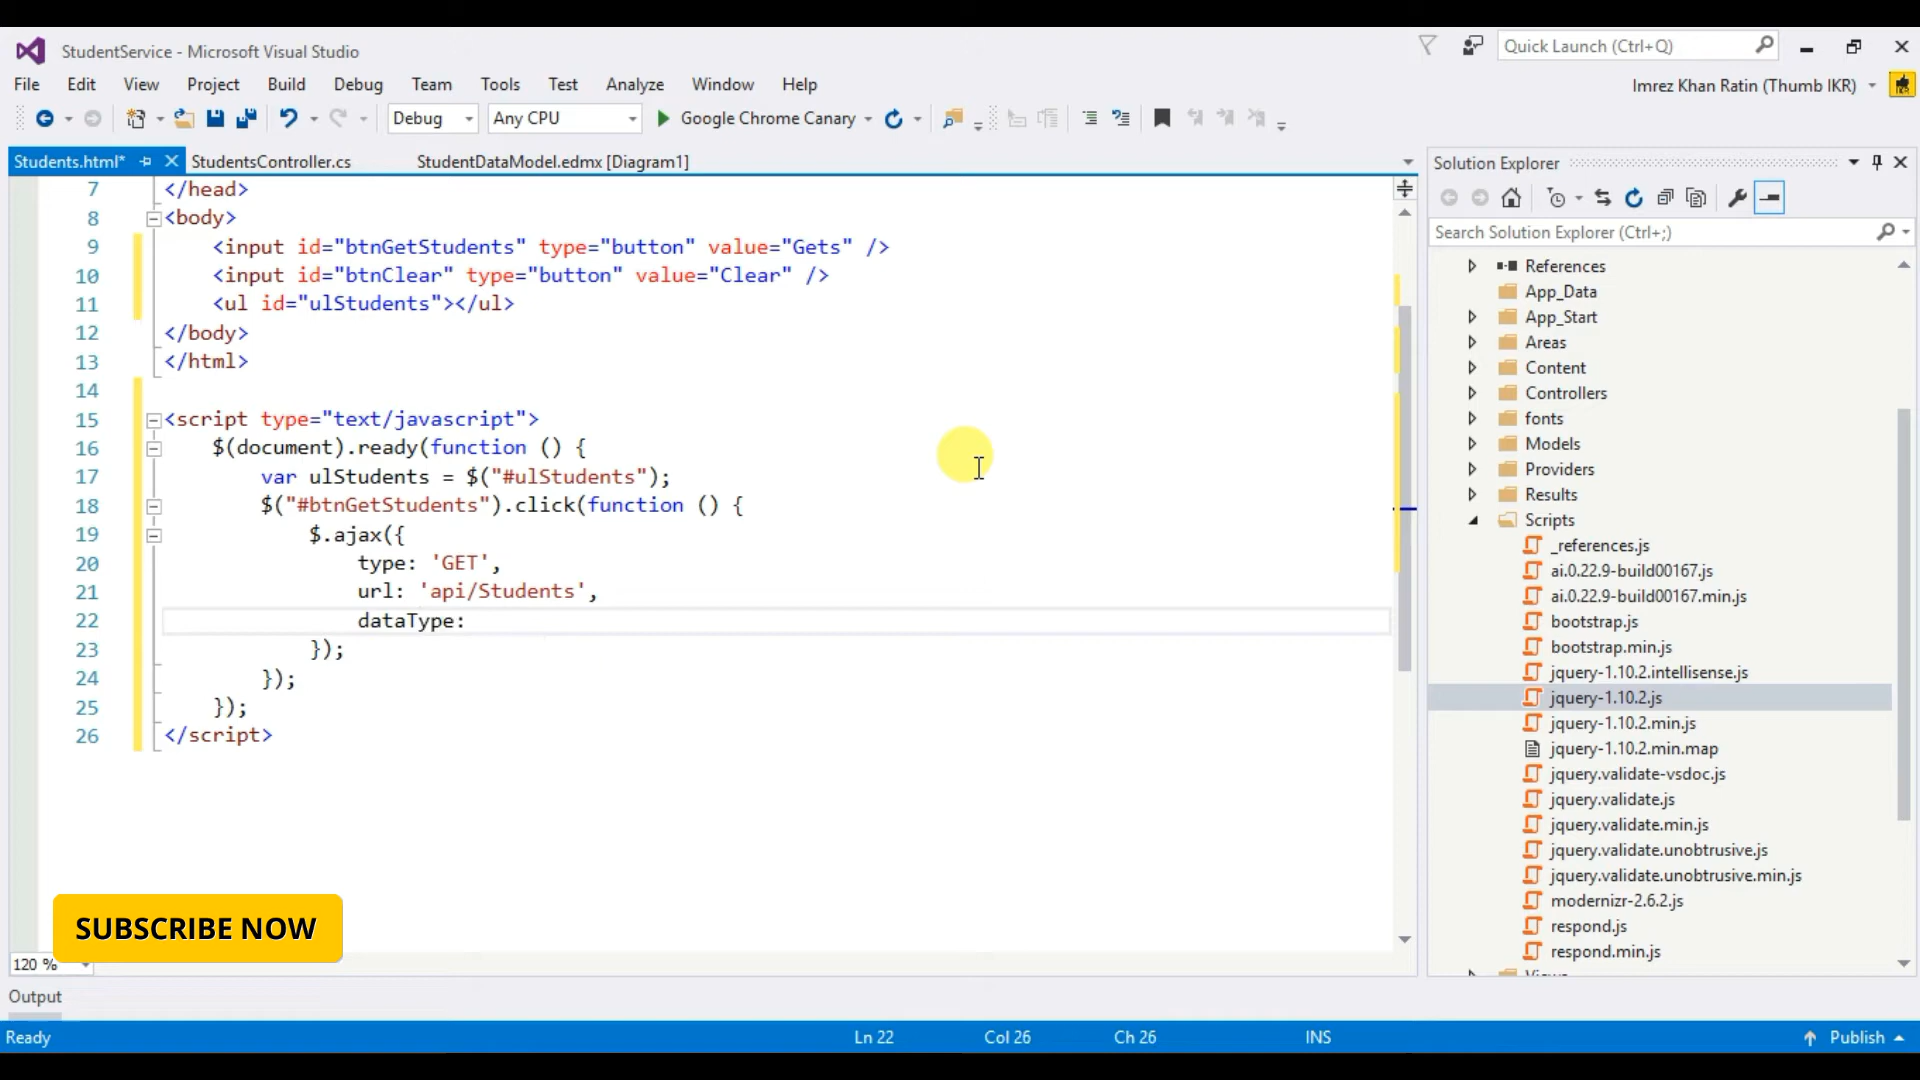 StudentService - Microsoft Visual Studio
Quick Launch (Ctrl+Q)
File Edit View Project Build Debug Team Tools Test Analyze Window Help
Imrez Khan Ratin (Thumb IKR)
Debug Any CPU Google Chrome Canary
Students.html* StudentsController.cs StudentDataModel.edmx [Diagram1]
7 </head>
8 <body>
9 <input id="btnGetStudents" type="button" value="Gets" />
10 <input id="btnClear" type="button" value="Clear" />
11 <ul id="ulStudents"></ul>
12 </body>
13 </html>
14
15 <script type="text/javascript">
16 $(document).ready(function () {
17 var ulStudents = $("#ulStudents");
18 $("#btnGetStudents").click(function () {
19 $.ajax({
20 type: 'GET',
21 url: 'api/Students',
22 dataType:
23 });
24 });
25 });
26 </script>
SUBSCRIBE NOW
120 %
Solution Explorer
Search Solution Explorer (Ctrl+;)
References
App_Data
App_Start
Areas
Content
Controllers
fonts
Models
Providers
Results
Scripts
_references.js
ai.0.22.9-build00167.js
ai.0.22.9-build00167.min.js
bootstrap.js
bootstrap.min.js
jquery-1.10.2.intellisense.js
jquery-1.10.2.js
jquery-1.10.2.min.js
jquery-1.10.2.min.map
jquery.validate-vsdoc.js
jquery.validate.js
jquery.validate.min.js
jquery.validate.unobtrusive.js
jquery.validate.unobtrusive.min.js
modernizr-2.6.2.js
respond.js
respond.min.js
Output
Ready Ln 22 Col 26 Ch 26 INS Publish